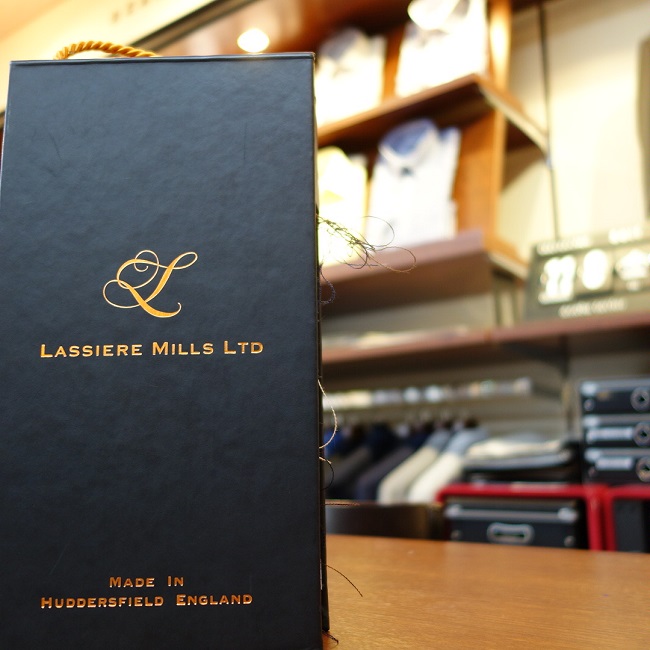 L
LASSIERE MILLS LTD
MADE IN
HUDDERSFIELD ENGLAND